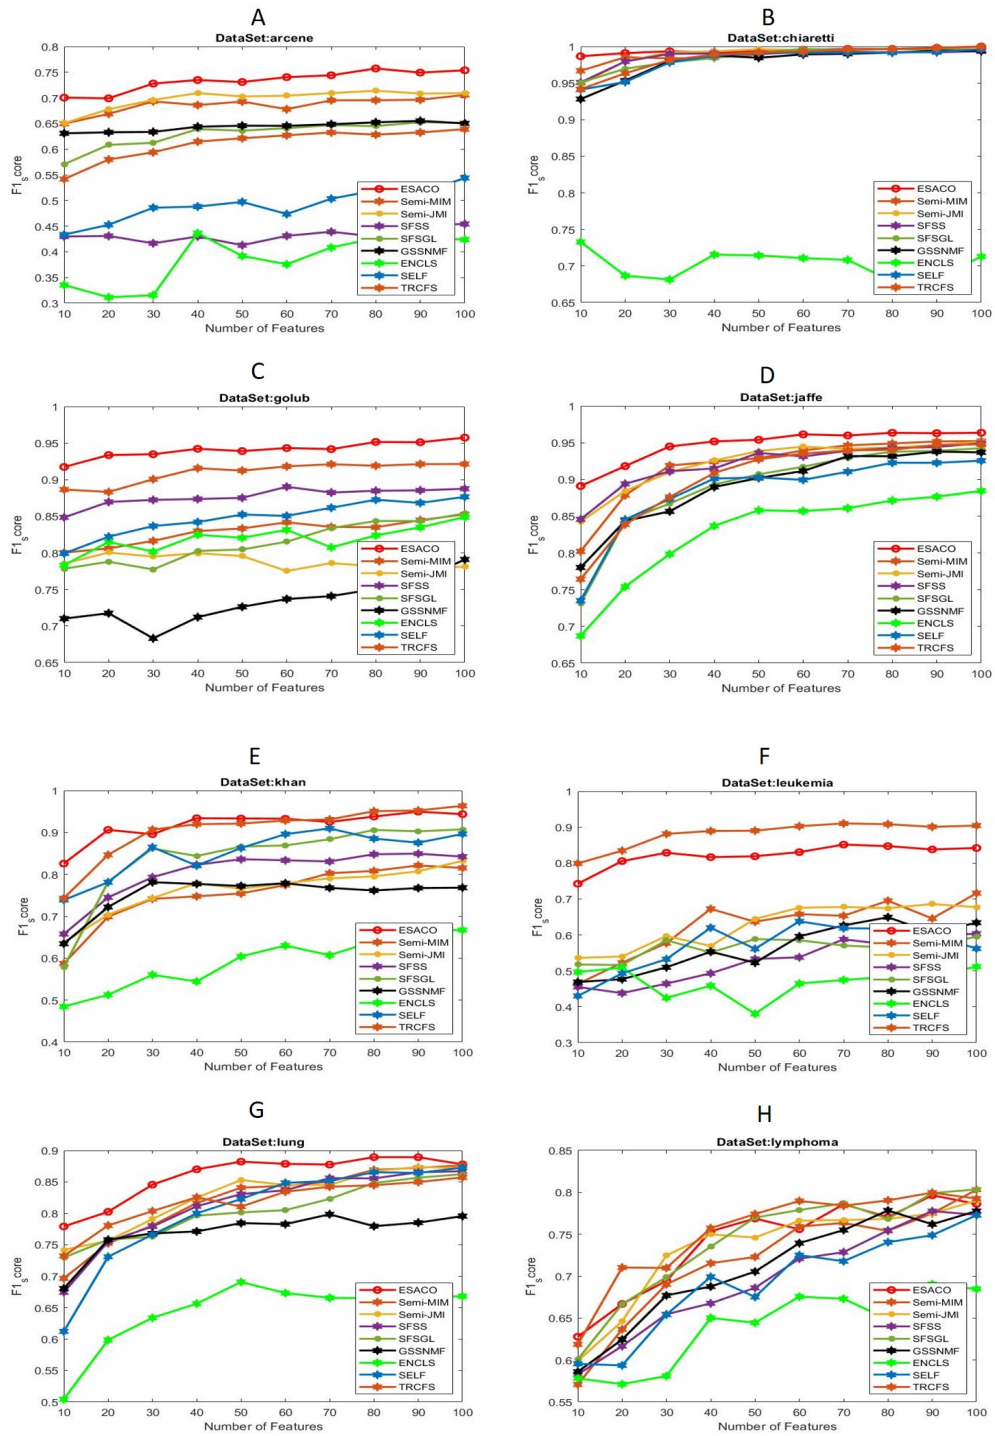 A
DataSet:arcene
0.8
0.75
0.7
0.65
0.6
0.55
0.5
0.45
0.4
0.35
0.3
F1score
10 20 30 40 50 60 70 80 90 100
Number of Features
ESACO
Semi-MIM
Semi-JMI
SFSS
SFSGL
GSSNMF
ENCLS
SELF
TRCFS
B
DataSet:chiaretti
1
0.95
0.9
0.85
0.8
0.75
0.7
0.65
F1score
10 20 30 40 50 60 70 80 90 100
Number of Features
ESACO
Semi-MIM
Semi-JMI
SFSS
SFSGL
GSSNMF
ENCLS
SELF
TRCFS
C
DataSet:golub
1
0.95
0.9
0.85
0.8
0.75
0.7
0.65
F1score
10 20 30 40 50 60 70 80 90 100
Number of Features
ESACO
Semi-MIM
Semi-JMI
SFSS
SFSGL
GSSNMF
ENCLS
SELF
TRCFS
D
DataSet:jaffe
1
0.95
0.9
0.85
0.8
0.75
0.7
0.65
F1score
10 20 30 40 50 60 70 80 90 100
Number of Features
ESACO
Semi-MIM
Semi-JMI
SFSS
SFSGL
GSSNMF
ENCLS
SELF
TRCFS
E
DataSet:khan
1
0.9
0.8
0.7
0.6
0.5
0.4
F1score
10 20 30 40 50 60 70 80 90 100
Number of Features
ESACO
Semi-MIM
Semi-JMI
SFSS
SFSGL
GSSNMF
ENCLS
SELF
TRCFS
F
DataSet:leukemia
1
0.9
0.8
0.7
0.6
0.5
0.4
0.3
F1score
10 20 30 40 50 60 70 80 90 100
Number of Features
ESACO
Semi-MIM
Semi-JMI
SFSS
SFSGL
GSSNMF
ENCLS
SELF
TRCFS
G
DataSet:lung
0.9
0.85
0.8
0.75
0.7
0.65
0.6
0.55
0.5
F1score
10 20 30 40 50 60 70 80 90 100
Number of Features
ESACO
Semi-MIM
Semi-JMI
SFSS
SFSGL
GSSNMF
ENCLS
SELF
TRCFS
H
DataSet:lymphoma
0.85
0.8
0.75
0.7
0.65
0.6
0.55
F1score
10 20 30 40 50 60 70 80 90 100
Number of Features
ESACO
Semi-MIM
Semi-JMI
SFSS
SFSGL
GSSNMF
ENCLS
SELF
TRCFS